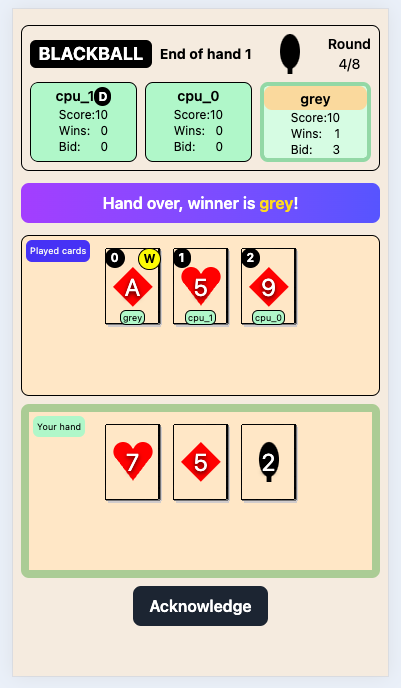 BLACKBALL End of hand 1 Round
4/8
cpu_1 D cpu_0 grey
Score:10 Score:10 Score:10
Wins: 0 Wins: 0 Wins: 1
Bid: 0 Bid: 0 Bid: 3
Hand over, winner is grey!
Played cards
0 W 1 2
A 5 9
grey cpu_1 cpu_0
Your hand
7 5 2
Acknowledge